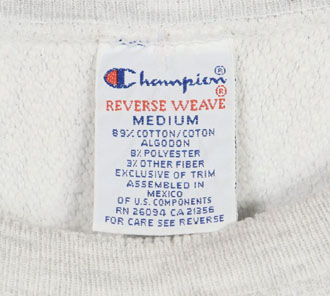 Champion®
®
REVERSE WEAVE
MEDIUM
89% COTTON/COTON
ALGODON
8% POLYESTER
3% OTHER FIBER
EXCLUSIVE OF TRIM
ASSEMBLED IN
MEXICO
OF U.S. COMPONENTS
RN 26094 CA 21356
FOR CARE SEE REVERSE